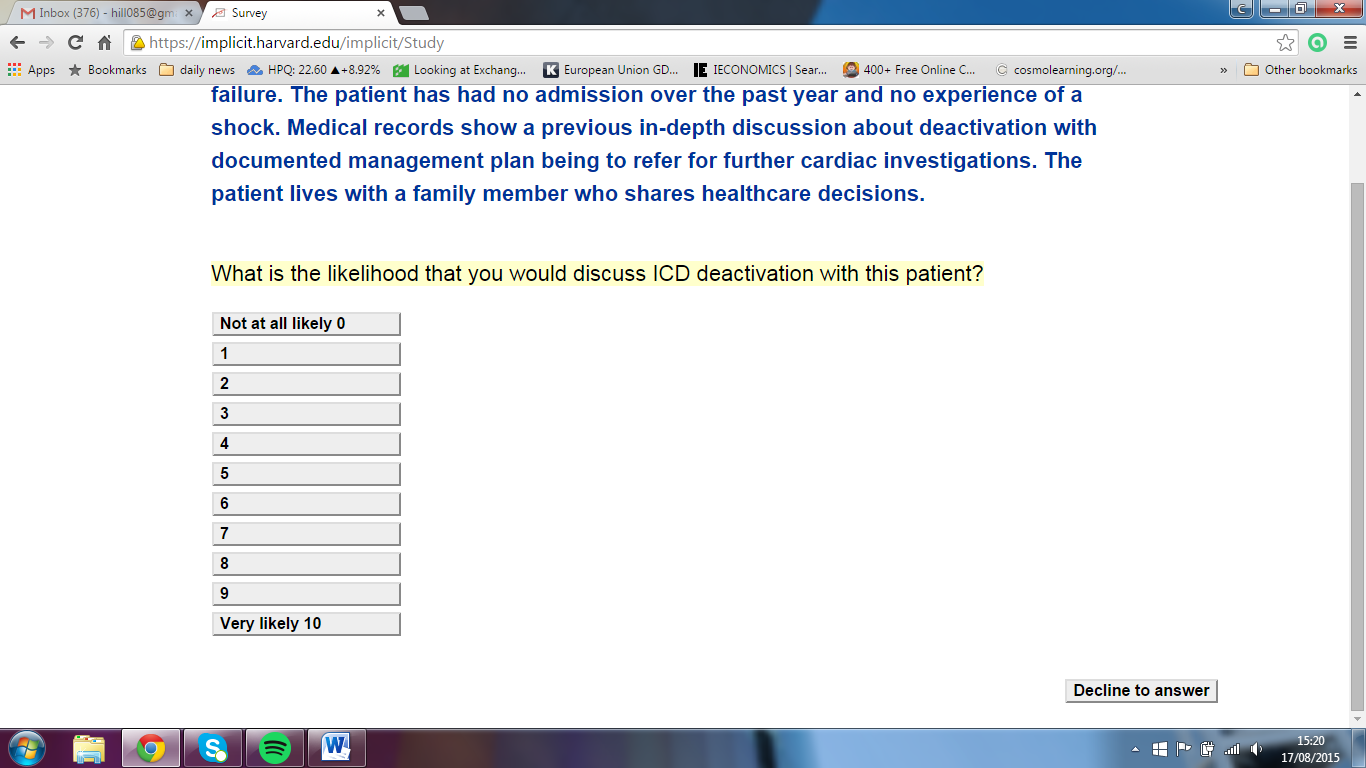 Inbox (376) - hill085@gm
Survey
C
https://implicit.harvard.edu/implicit/Study
Apps Bookmarks daily news HPQ: 22.60 ▲+8.92% Looking at Exchang... European Union GD... IECONOMICS | Sear... 400+ Free Online C... cosmolearning.org/... » Other bookmarks
failure. The patient has had no admission over the past year and no experience of a
shock. Medical records show a previous in-depth discussion about deactivation with
documented management plan being to refer for further cardiac investigations. The
patient lives with a family member who shares healthcare decisions.
What is the likelihood that you would discuss ICD deactivation with this patient?
Not at all likely 0
1
2
3
4
5
6
7
8
9
Very likely 10
Decline to answer
15:20
17/08/2015